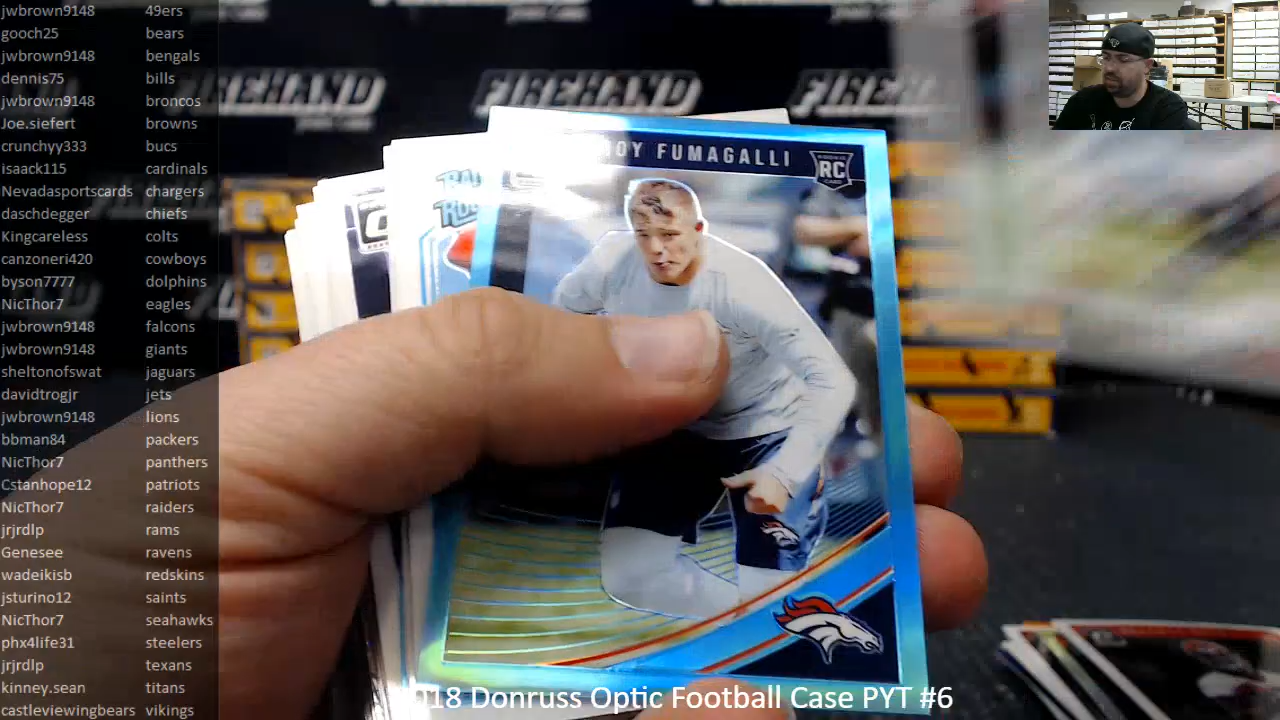 jwbrown9148 49ers
gooch25 bears
jwbrown9148 bengals
dennis75 bills
jwbrown9148 broncos
Joe.siefert browns
crunchyy333 bucs
isaack115 cardinals
Nevadasportscards chargers
daschdegger chiefs
Kingcareless colts
canzoneri420 cowboys
byson7777 dolphins
NicThor7 eagles
jwbrown9148 falcons
jwbrown9148 giants
sheltonofswat jaguars
davidtrogjr jets
jwbrown9148 lions
bbman84 packers
NicThor7 panthers
Cstanhope12 patriots
NicThor7 raiders
jrjrdlp rams
Genesee ravens
wadeikisb redskins
jsturino12 saints
NicThor7 seahawks
phx4life31 steelers
jrjrdlp texans
kinney.sean titans
castleviewingbears vikings
FIREHAND FIREHAND
OY FUMAGALLI
RC
18 Donruss Optic Football Case PYT #6